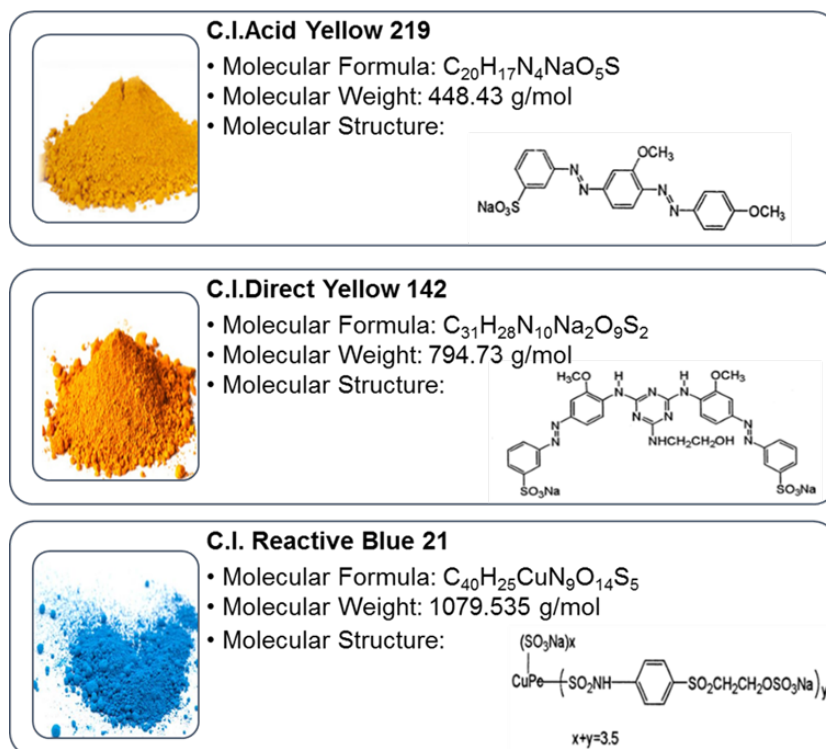 C.I.Acid Yellow 219
• Molecular Formula: C₂₀H₁₇N₄NaO₅S
• Molecular Weight: 448.43 g/mol
• Molecular Structure:
OCH₃
N
N
N
N
NaO₃S
OCH₃
C.I.Direct Yellow 142
• Molecular Formula: C₃₁H₂₈N₁₀Na₂O₉S₂
• Molecular Weight: 794.73 g/mol
• Molecular Structure:
H₃CO H H OCH₃
N N N N
N N
N N
N N
NHCH₂CH₂OH
SO₃Na SO₃Na
C.I. Reactive Blue 21
• Molecular Formula: C₄₀H₂₅CuN₉O₁₄S₅
• Molecular Weight: 1079.535 g/mol
• Molecular Structure:
(SO₃Na)x
CuPe ( SO₂NH SO₂CH₂CH₂OSO₃Na)y
x+y=3.5